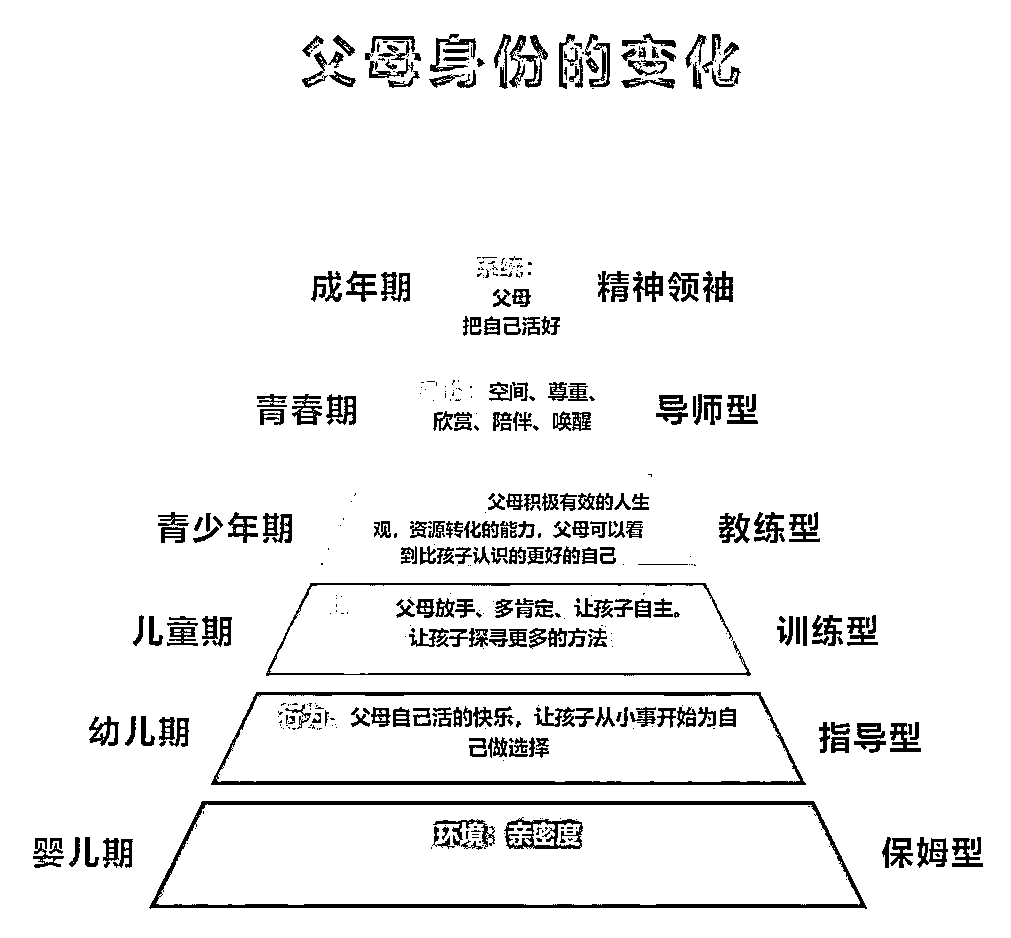 父母身份的变化
成年期
系统：
父母
把自己活好
精神领袖
青春期
空间、尊重、
欣赏、陪伴、唤醒
导师型
青少年期
父母积极有效的人生
观，资源转化的能力，父母可以看
到比孩子认识的更好的自己
教练型
儿童期
父母放手、多肯定、让孩子自主。
让孩子探寻更多的方法
训练型
幼儿期
行为：父母自己活的快乐，让孩子从小事开始为自
己做选择
指导型
婴儿期
环境：亲密度
保姆型